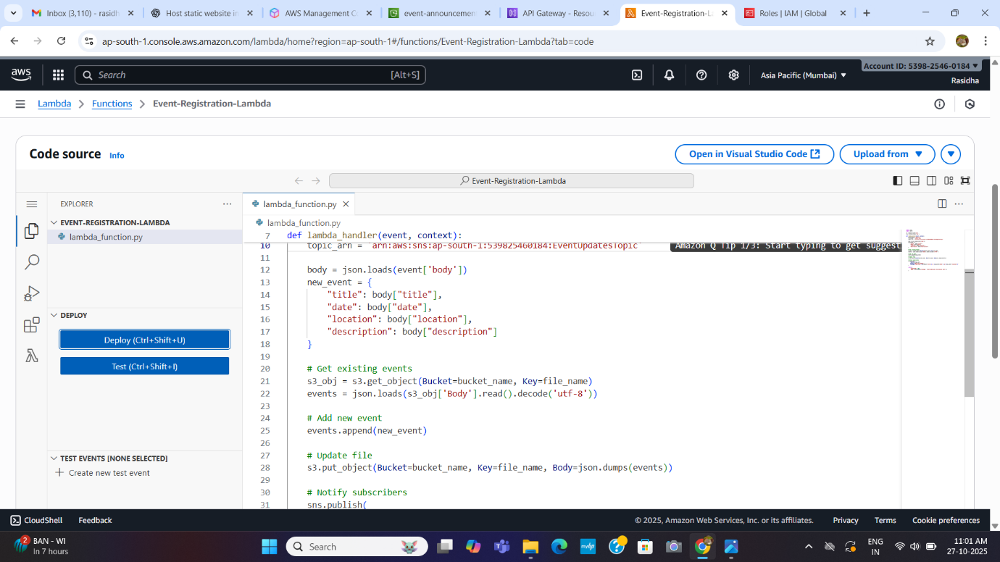 Inbox (3,110) - rasidh
Host static website in
AWS Management Co
event-announcemen
API Gateway - Resou
Event-Registration-La
Roles | IAM | Global
ap-south-1.console.aws.amazon.com/lambda/home?region=ap-south-1#/functions/Event-Registration-Lambda?tab=code
aws
Search
[Alt+S]
Asia Pacific (Mumbai)
Account ID: 5398-2546-0184
Rasidha
Lambda
Functions
Event-Registration-Lambda
Code source
Info
Open in Visual Studio Code
Upload from
Event-Registration-Lambda
EXPLORER
EVENT-REGISTRATION-LAMBDA
lambda_function.py
DEPLOY
Deploy (Ctrl+Shift+U)
Test (Ctrl+Shift+I)
TEST EVENTS [NONE SELECTED]
Create new test event
lambda_function.py
lambda_function.py
7 def lambda_handler(event, context):
10 topic_arn = 'arn:aws:sns:ap-south-1:539825460184:EventUpdatesTopic'
Amazon Q Tip 1/3: Start typing to get suggesti
11
12 body = json.loads(event['body'])
13 new_event = {
14 "title": body["title"],
15 "date": body["date"],
16 "location": body["location"],
17 "description": body["description"]
18 }
19
20 # Get existing events
21 s3_obj = s3.get_object(Bucket=bucket_name, Key=file_name)
22 events = json.loads(s3_obj['Body'].read().decode('utf-8'))
23
24 # Add new event
25 events.append(new_event)
26
27 # Update file
28 s3.put_object(Bucket=bucket_name, Key=file_name, Body=json.dumps(events))
29
30 # Notify subscribers
31 sns.publish(
CloudShell
Feedback
© 2025, Amazon Web Services, Inc. or its affiliates.
Privacy
Terms
Cookie preferences
2
BAN - WI
In 7 hours
Search
ENG
IN
11:01 AM
27-10-2025